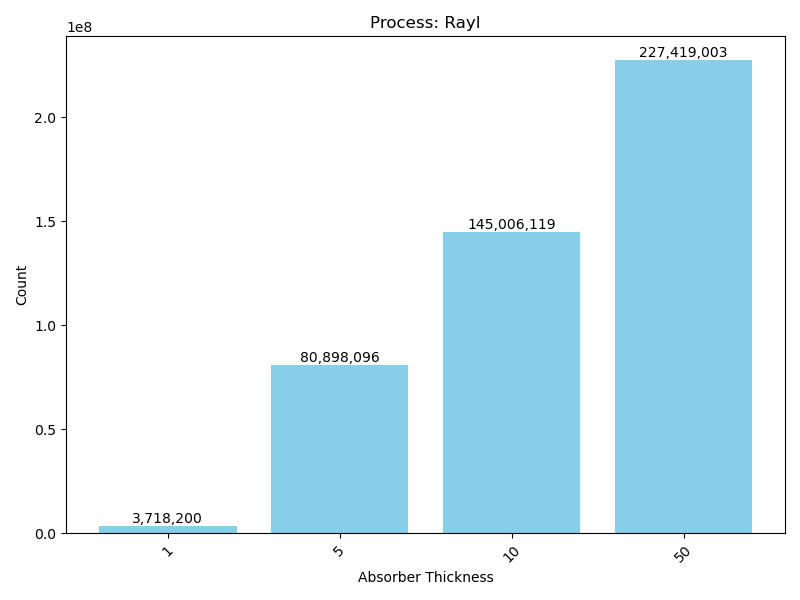 Process: Rayl
1e8
227,419,003
2.0
1.5
145,006,119
Count
1.0
80,898,096
0.5
3,718,200
0.0
1 5 10 50
Absorber Thickness